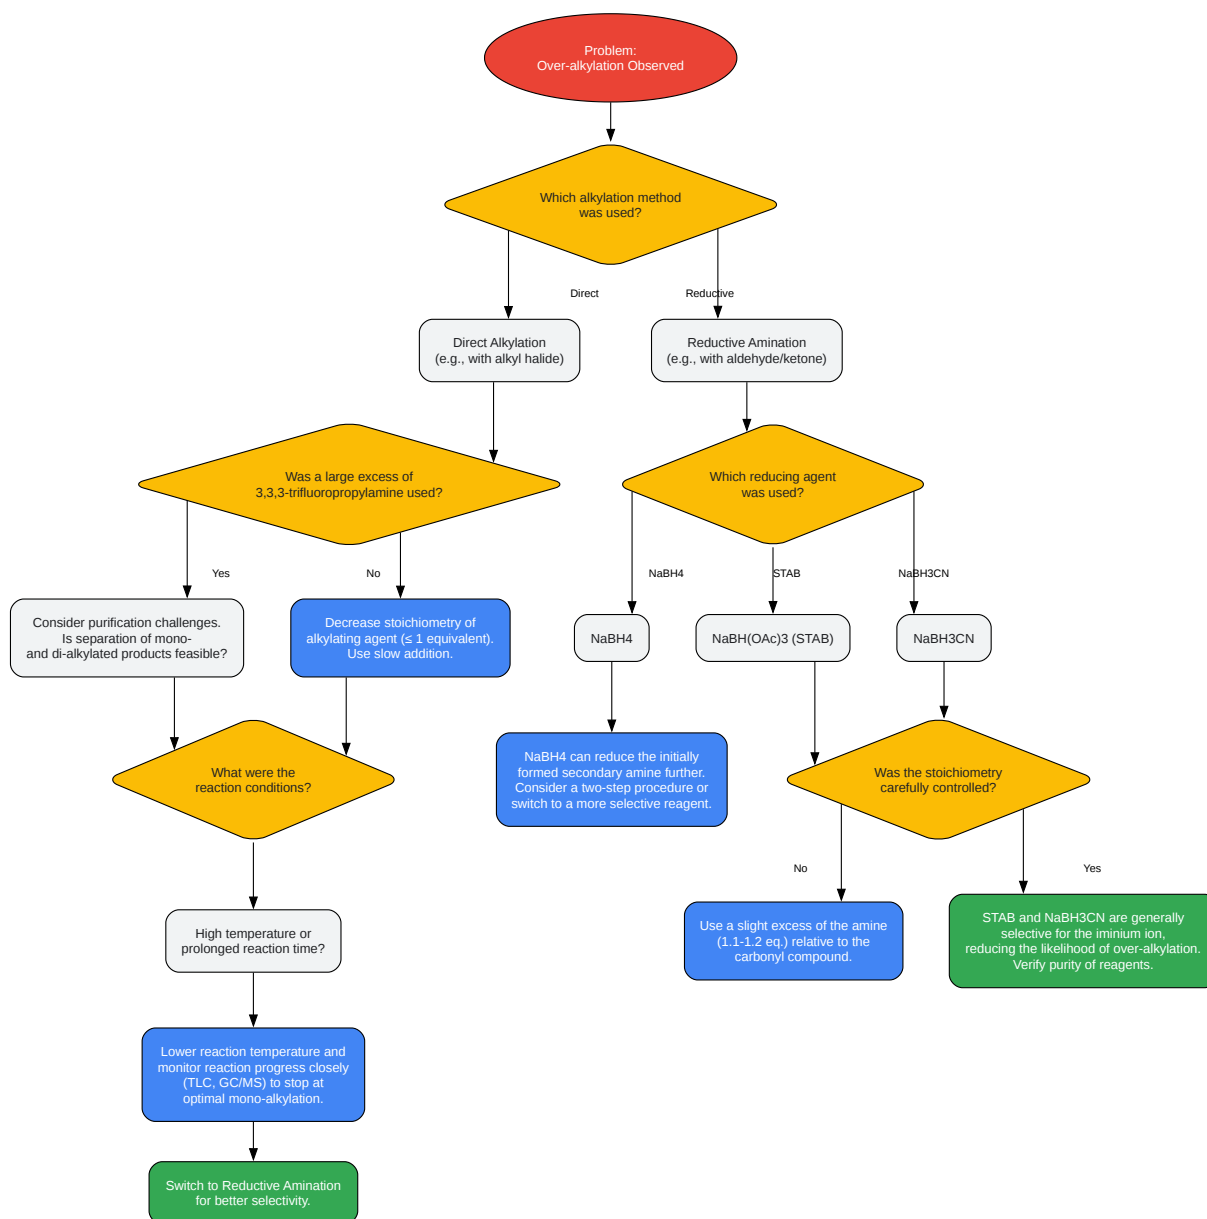 Problem:
Over-alkylation Observed
Which alkylation method
was used?
Direct
Reductive
Direct Alkylation
(e.g., with alkyl halide)
Reductive Amination
(e.g., with aldehyde/ketone)
Was a large excess of
3,3,3-trifluoropropylamine used?
Which reducing agent
was used?
Yes
No
NaBH4
STAB
NaBH3CN
Consider purification challenges.
Is separation of mono-
and di-alkylated products feasible?
Decrease stoichiometry of
alkylating agent (≤ 1 equivalent).
Use slow addition.
NaBH4
NaBH(OAc)3 (STAB)
NaBH3CN
What were the
reaction conditions?
NaBH4 can reduce the initially
formed secondary amine further.
Consider a two-step procedure or
switch to a more selective reagent.
Was the stoichiometry
carefully controlled?
No
Yes
High temperature or
prolonged reaction time?
Use a slight excess of the amine
(1.1-1.2 eq.) relative to the
carbonyl compound.
STAB and NaBH3CN are generally
selective for the iminium ion,
reducing the likelihood of over-alkylation.
Verify purity of reagents.
Lower reaction temperature and
monitor reaction progress closely
(TLC, GC/MS) to stop at
optimal mono-alkylation.
Switch to Reductive Amination
for better selectivity.